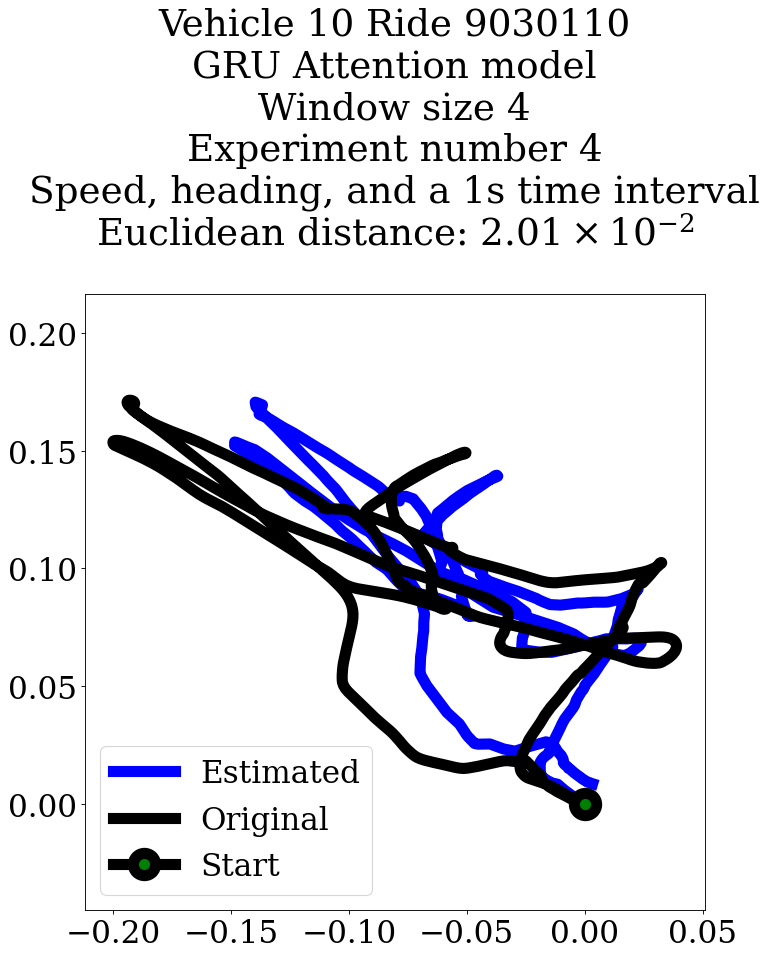 Vehicle 10 Ride 9030110
GRU Attention model
Window size 4
Experiment number 4
Speed, heading, and a 1s time interval
Euclidean distance: 2.01 × 10⁻²
0.20
0.15
0.10
0.05
0.00
Estimated
Original
Start
−0.20 −0.15 −0.10 −0.05 0.00 0.05